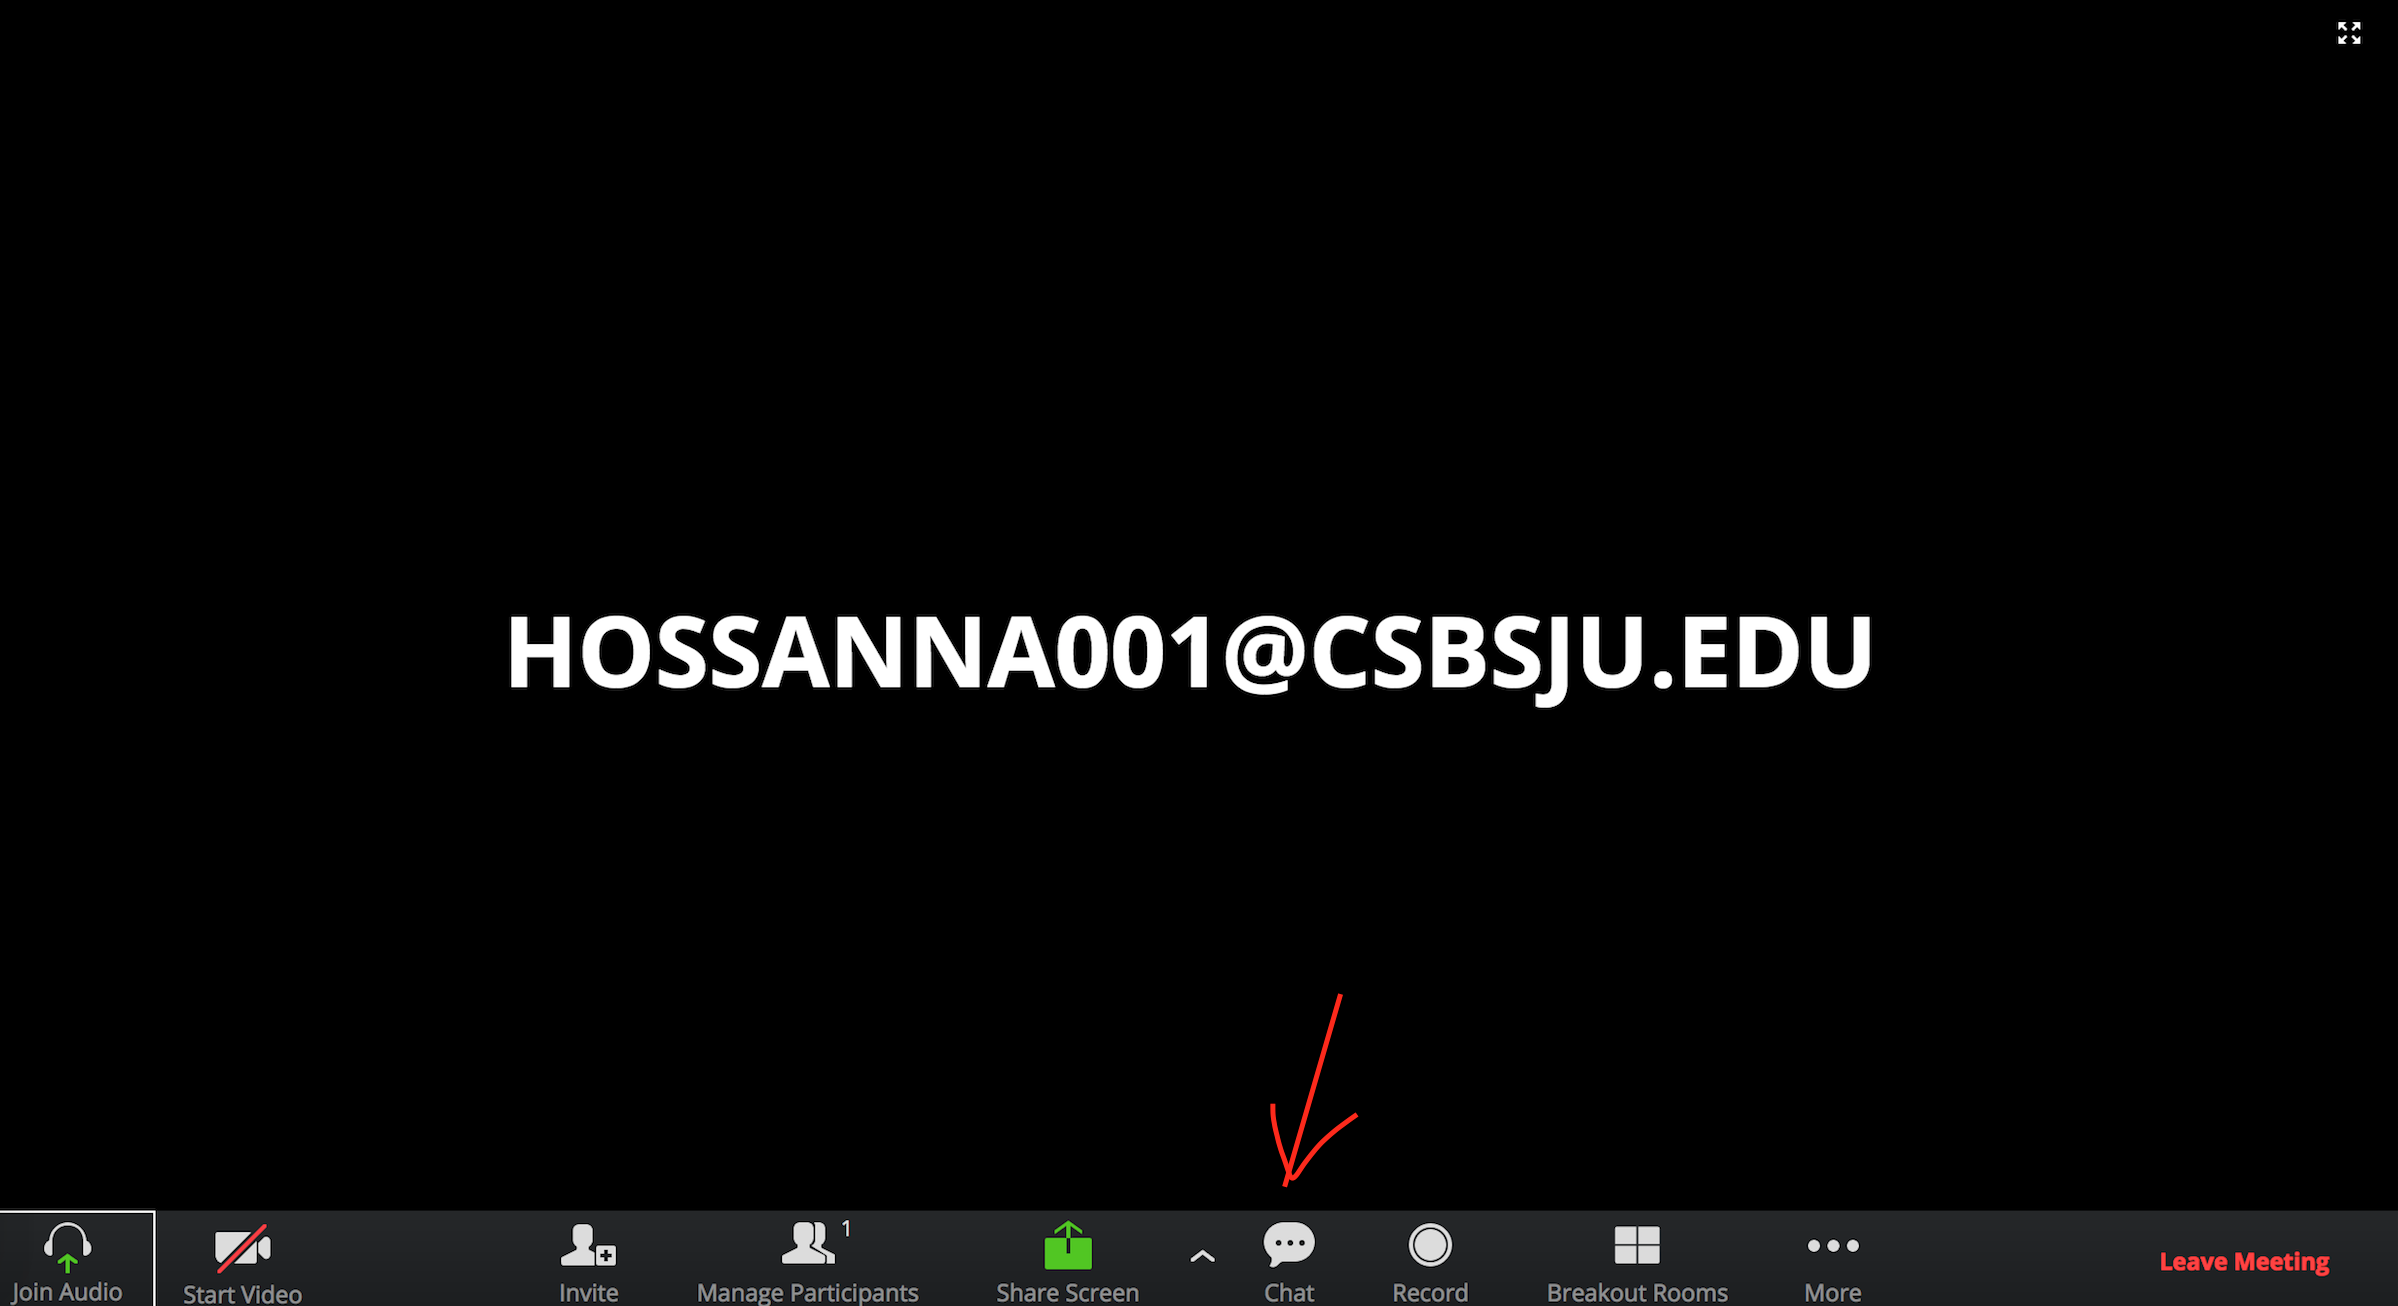 HOSSANNA001@CSBSJU.EDU
1
Join Audio Start Video Invite Manage Participants Share Screen Chat Record Breakout Rooms More Leave Meeting